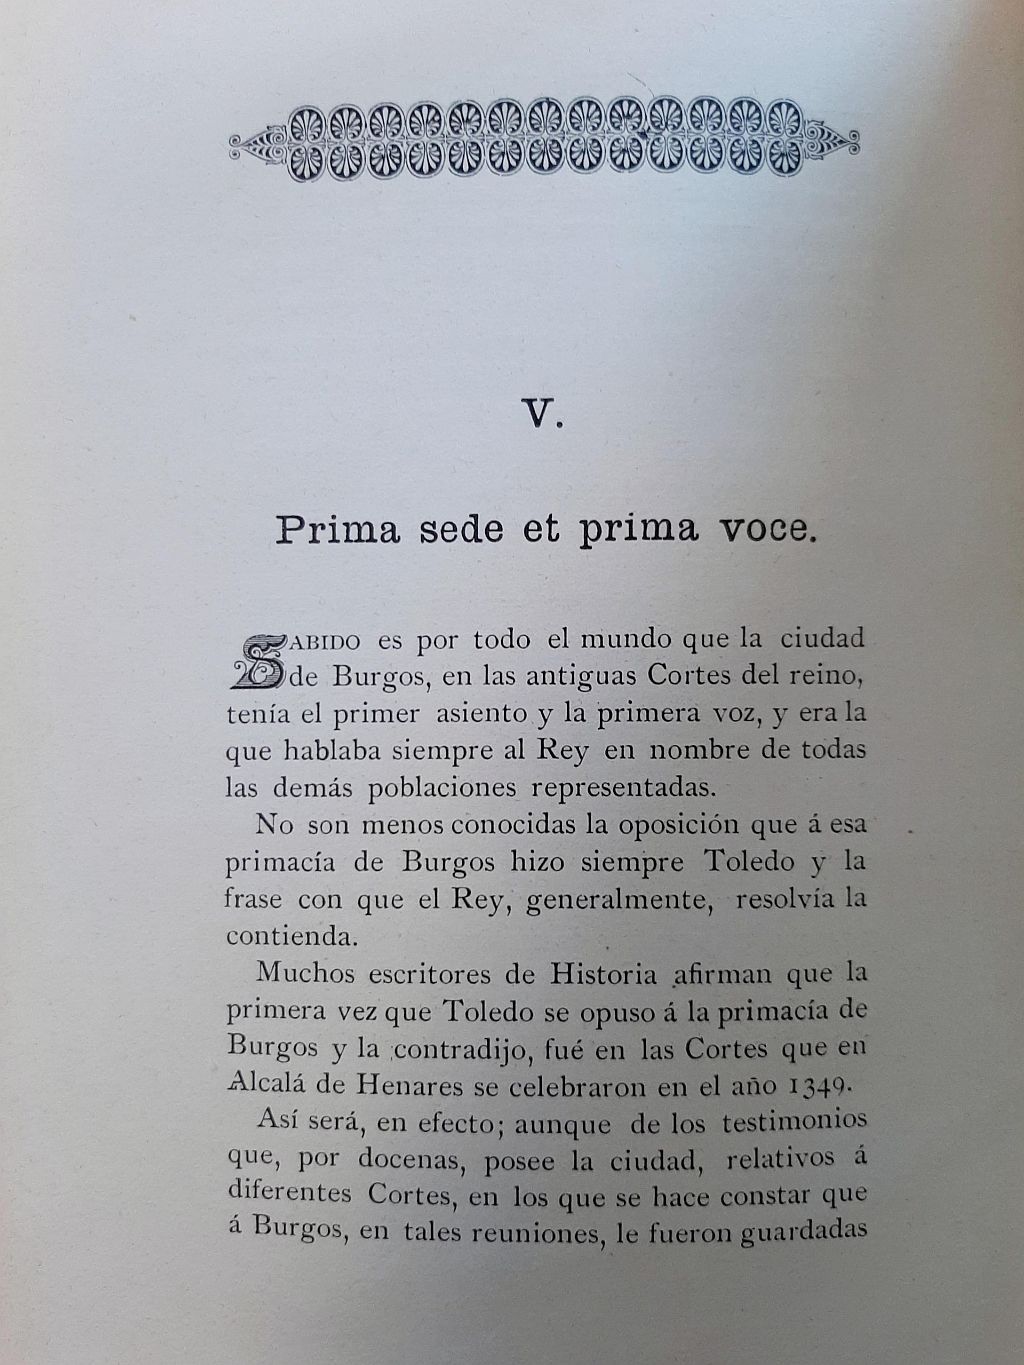 V.
Prima sede et prima voce.
SABIDO es por todo el mundo que la ciudad
de Burgos, en las antiguas Cortes del reino,
tenía el primer asiento y la primera voz, y era la
que hablaba siempre al Rey en nombre de todas
las demás poblaciones representadas.
No son menos conocidas la oposición que á esa
primacía de Burgos hizo siempre Toledo y la
frase con que el Rey, generalmente, resolvía la
contienda.
Muchos escritores de Historia afirman que la
primera vez que Toledo se opuso á la primacía de
Burgos y la contradijo, fué en las Cortes que en
Alcalá de Henares se celebraron en el año 1349.
Así será, en efecto; aunque de los testimonios
que, por docenas, posee la ciudad, relativos á
diferentes Cortes, en los que se hace constar que
á Burgos, en tales reuniones, le fueron guardadas